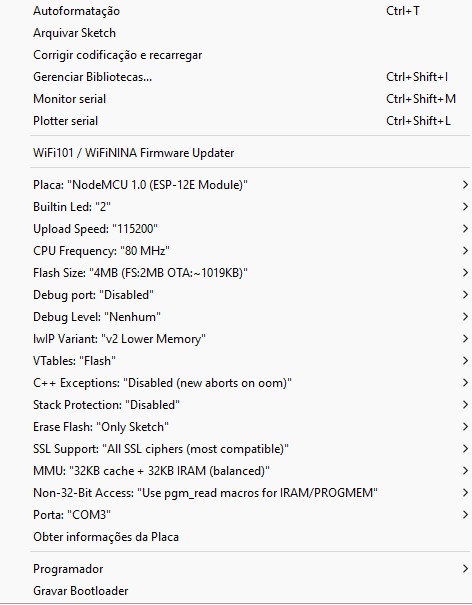 Autoformatação Ctrl+T
Arquivar Sketch
Corrigir codificação e recarregar
Gerenciar Bibliotecas... Ctrl+Shift+I
Monitor serial Ctrl+Shift+M
Plotter serial Ctrl+Shift+L
WiFi101 / WiFiNINA Firmware Updater
Placa: "NodeMCU 1.0 (ESP-12E Module)"
Builtin Led: "2"
Upload Speed: "115200"
CPU Frequency: "80 MHz"
Flash Size: "4MB (FS:2MB OTA:~1019KB)"
Debug port: "Disabled"
Debug Level: "Nenhum"
lwIP Variant: "v2 Lower Memory"
VTables: "Flash"
C++ Exceptions: "Disabled (new aborts on oom)"
Stack Protection: "Disabled"
Erase Flash: "Only Sketch"
SSL Support: "All SSL ciphers (most compatible)"
MMU: "32KB cache + 32KB IRAM (balanced)"
Non-32-Bit Access: "Use pgm_read macros for IRAM/PROGMEM"
Porta: "COM3"
Obter informações da Placa
Programador
Gravar Bootloader